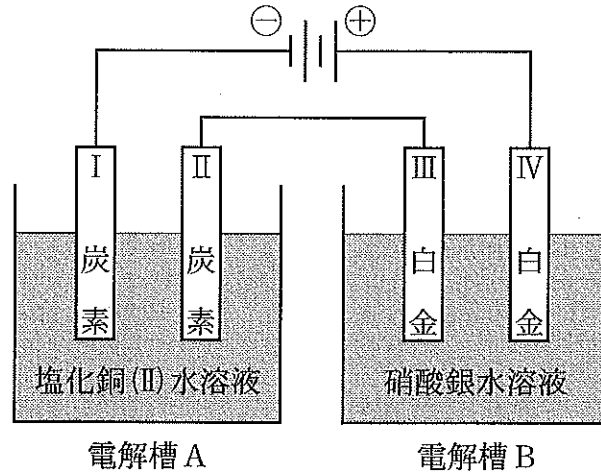 ⊖ ⊕
Ⅰ Ⅱ Ⅲ Ⅳ
炭素 炭素 白金 白金
塩化銅(Ⅱ)水溶液 硝酸銀水溶液
電解槽A 電解槽B